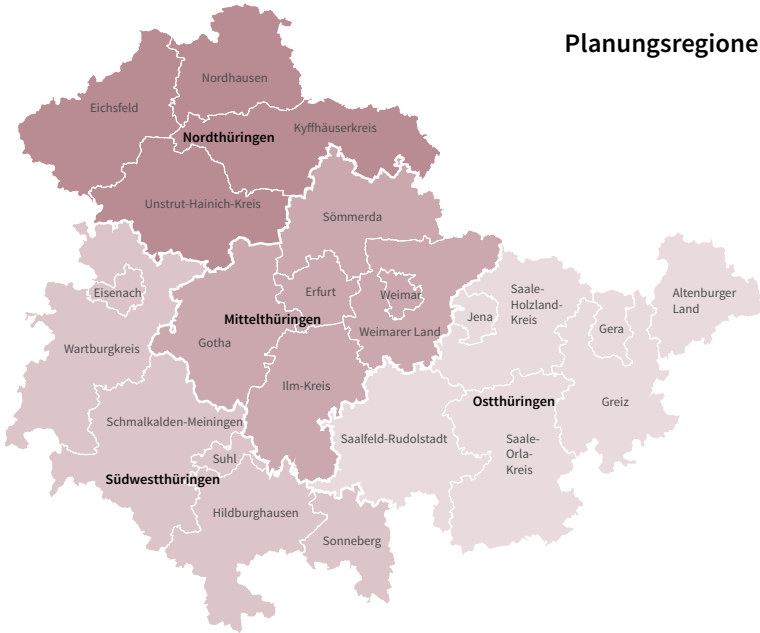 Planungsregione
Nordhausen
Eichsfeld
Kyffhäuserkreis
Nordthüringen
Unstrut-Hainich-Kreis
Sömmerda
Eisenach
Erfurt
Weimar
Saale-
Holzland-
Kreis
Altenburger
Land
Jena
Gera
Mittelthüringen
Weimarer Land
Gotha
Wartburgkreis
Ilm-Kreis
Ostthüringen
Greiz
Schmalkalden-Meiningen
Saalfeld-Rudolstadt
Saale-
Orla-
Kreis
Suhl
Südwestthüringen
Hildburghausen
Sonneberg